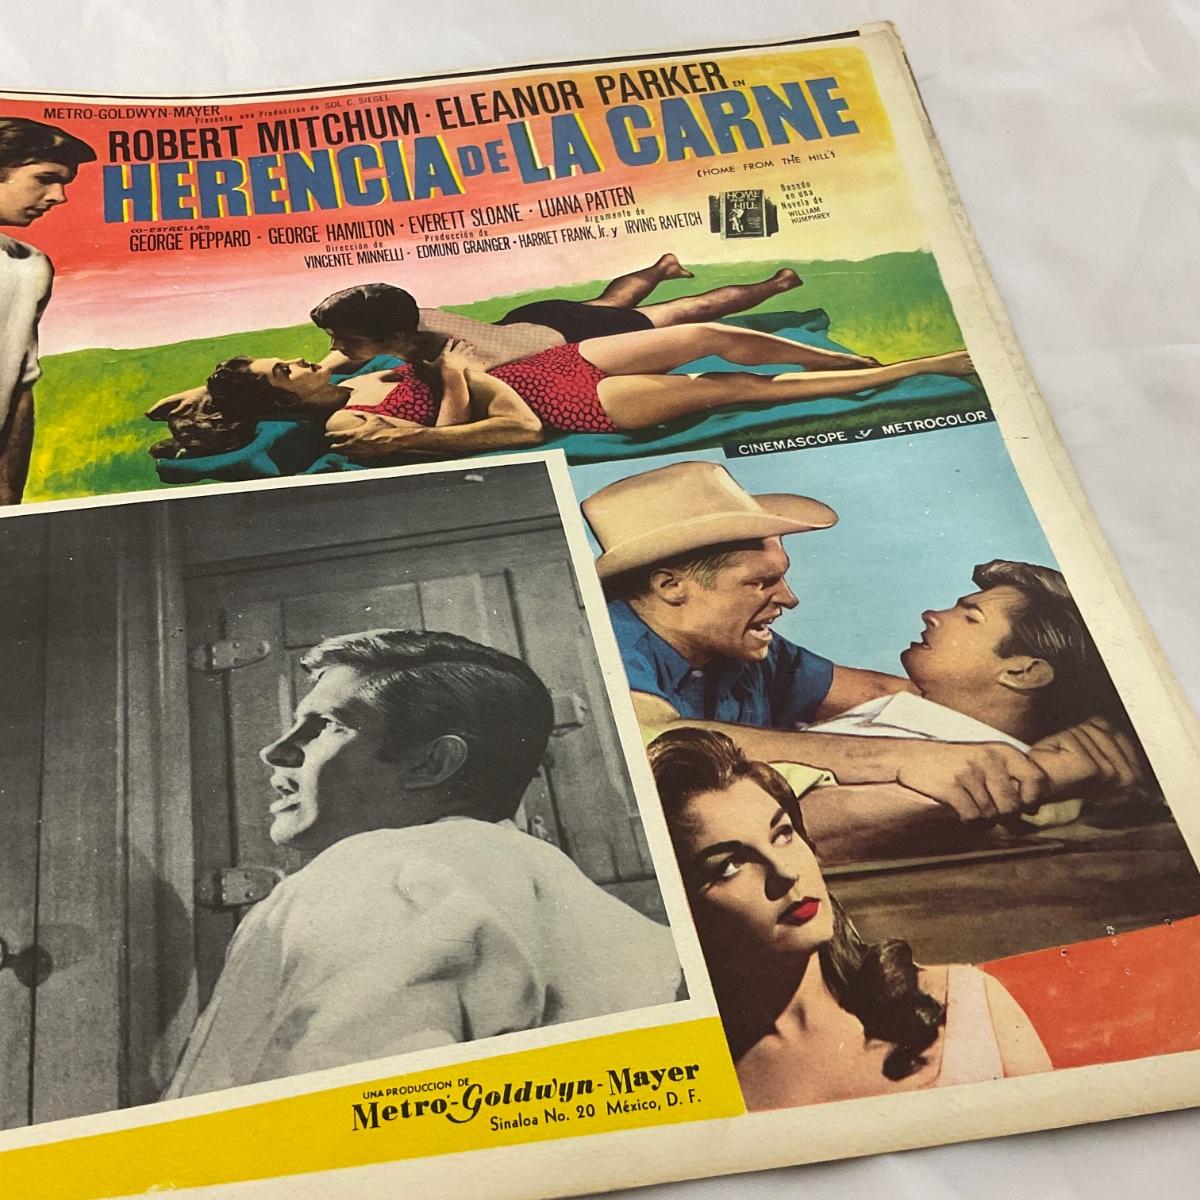 METRO-GOLDWYN-MAYER
Presenta una Producción de SOL C. SIEGEL
ROBERT MITCHUM · ELEANOR PARKER EN
HERENCIA DE LA CARNE
(HOME FROM THE HILL)
CO-ESTRELLAS
GEORGE PEPPARD · GEORGE HAMILTON · EVERETT SLOANE · LUANA PATTEN
Dirección de
VINCENTE MINNELLI ·
Producción de
EDMUND GRAINGER ·
Argumento de
HARRIET FRANK, Jr. y IRVING RAVETCH
HOME
HILL
Basado
en una
Novela de
WILLIAM
HUMPHREY
CINEMASCOPE y METROCOLOR
UNA PRODUCCION DE
Metro-Goldwyn-Mayer
Sinaloa No. 20 México, D. F.